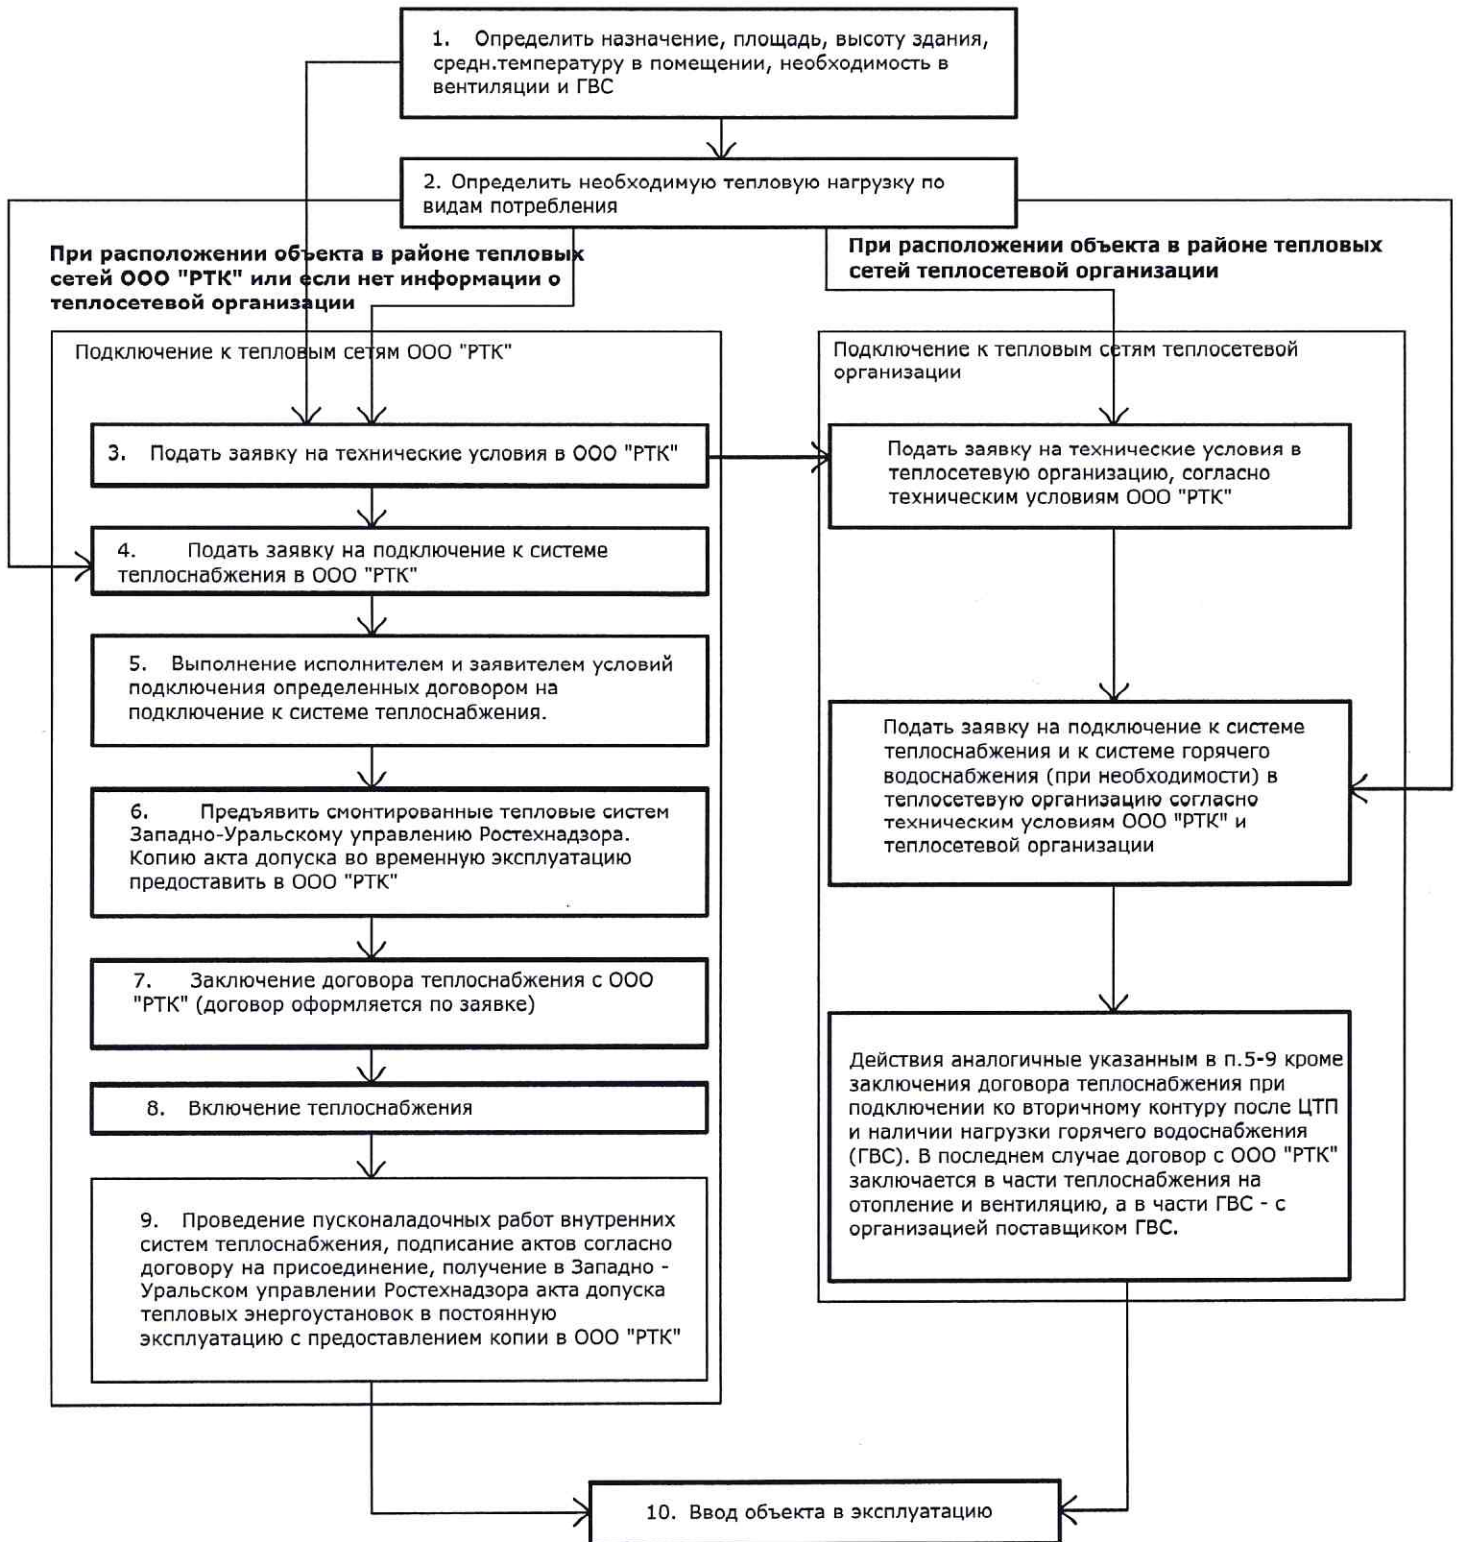 1. Определить назначение, площадь, высоту здания,
средн.температуру в помещении, необходимость в
вентиляции и ГВС
2. Определить необходимую тепловую нагрузку по
видам потребления
При расположении объекта в районе тепловых
сетей ООО "РТК" или если нет информации о
теплосетевой организации
При расположении объекта в районе тепловых
сетей теплосетевой организации
Подключение к тепловым сетям ООО "РТК"
3. Подать заявку на технические условия в ООО "РТК"
4. Подать заявку на подключение к системе
теплоснабжения в ООО "РТК"
5. Выполнение исполнителем и заявителем условий
подключения определенных договором на
подключение к системе теплоснабжения.
6. Предъявить смонтированные тепловые систем
Западно-Уральскому управлению Ростехнадзора.
Копию акта допуска во временную эксплуатацию
предоставить в ООО "РТК"
7. Заключение договора теплоснабжения с ООО
"РТК" (договор оформляется по заявке)
8. Включение теплоснабжения
9. Проведение пусконаладочных работ внутренних
систем теплоснабжения, подписание актов согласно
договору на присоединение, получение в Западно -
Уральском управлении Ростехнадзора акта допуска
тепловых энергоустановок в постоянную
эксплуатацию с предоставлением копии в ООО "РТК"
Подключение к тепловым сетям теплосетевой
организации
Подать заявку на технические условия в
теплосетевую организацию, согласно
техническим условиям ООО "РТК"
Подать заявку на подключение к системе
теплоснабжения и к системе горячего
водоснабжения (при необходимости) в
теплосетевую организацию согласно
техническим условиям ООО "РТК" и
теплосетевой организации
Действия аналогичные указанным в п.5-9 кроме
заключения договора теплоснабжения при
подключении ко вторичному контуру после ЦТП
и наличии нагрузки горячего водоснабжения
(ГВС). В последнем случае договор с ООО "РТК"
заключается в части теплоснабжения на
отопление и вентиляцию, а в части ГВС - с
организацией поставщиком ГВС.
10. Ввод объекта в эксплуатацию